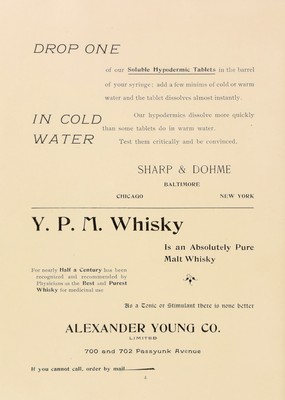 DROP ONE
of our Soluble Hypodermic Tablets in the barrel
of your syringe; add a few minims of cold or warm
water and the tablet dissolves almost instantly.
IN COLD
WATER
Our hypodermics dissolve more quickly
than some tablets do in warm water.
Test them critically and be convinced.
SHARP & DOHME
BALTIMORE
CHICAGO NEW YORK
Y. P. M. Whisky
Is an Absolutely Pure
Malt Whisky
For nearly Half a Century has been
recognized and recommended by
Physicians as the Best and Purest
Whisky for medicinal use
As a Tonic or Stimulant there is none better
ALEXANDER YOUNG CO.
LIMITED
700 and 702 Passyunk Avenue
If you cannot call, order by mail
4